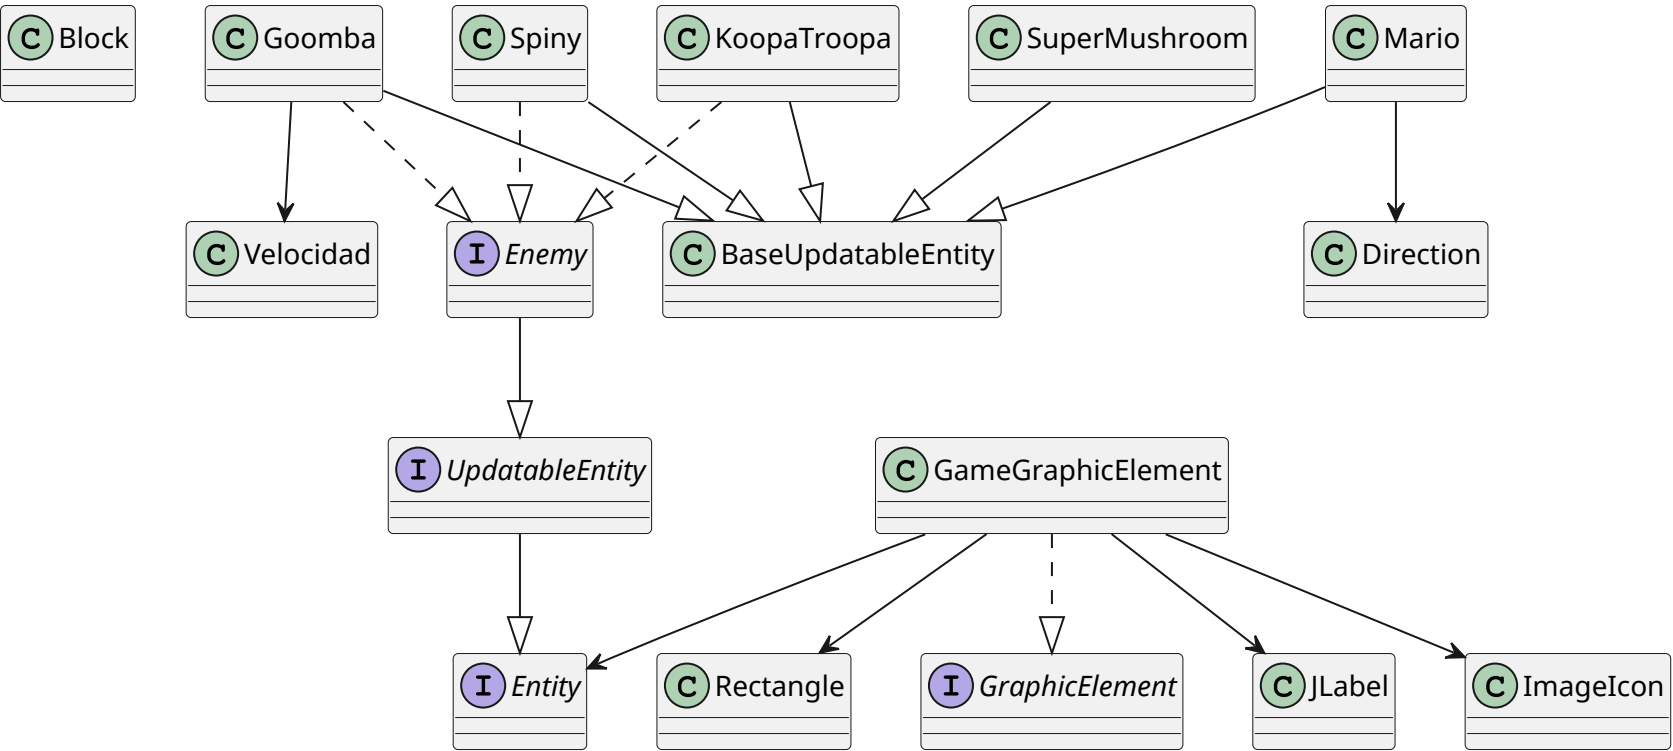 C Block
C Goomba
C Spiny
C KoopaTroopa
C SuperMushroom
C Mario
C Velocidad
I Enemy
C BaseUpdatableEntity
C Direction
I UpdatableEntity
C GameGraphicElement
I Entity
C Rectangle
I GraphicElement
C JLabel
C ImageIcon